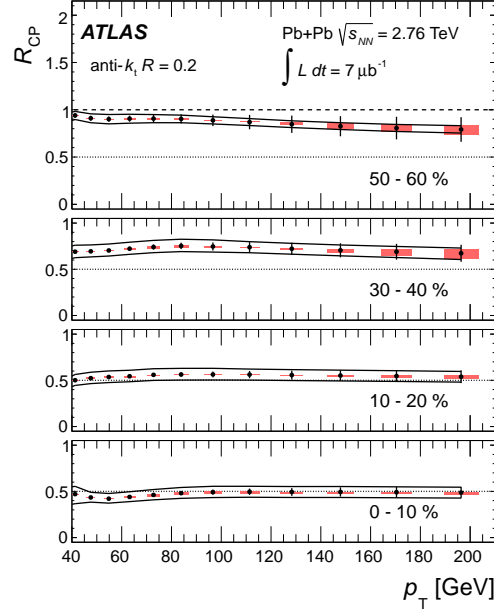 R_CP
ATLAS
Pb+Pb √s_NN = 2.76 TeV
anti-k_t R = 0.2
∫ L dt = 7 μb⁻¹
2
1.5
1
0.5
0
50 - 60 %
1
0.5
0
30 - 40 %
1
0.5
0
10 - 20 %
1
0.5
0
0 - 10 %
40 60 80 100 120 140 160 180 200
p_T [GeV]